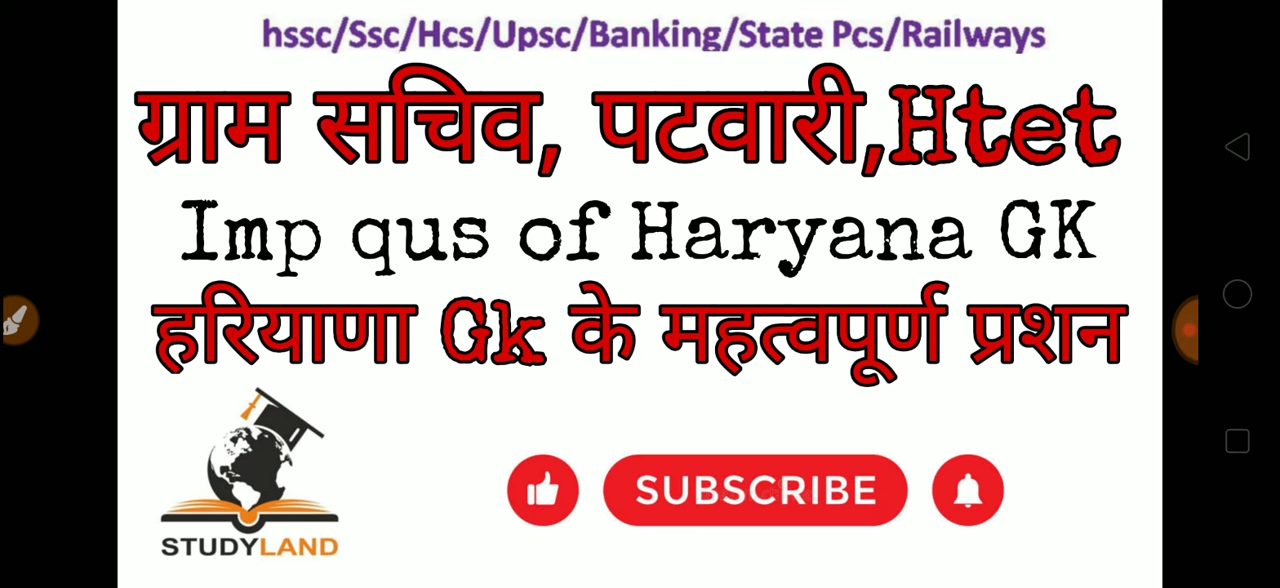 hssc/Ssc/Hcs/Upsc/Banking/State Pcs/Railways
ग्राम सचिव, पटवारी,Htet
Imp qus of Haryana GK
हरियाणा Gk के महत्वपूर्ण प्रशन
SUBSCRIBE
STUDYLAND